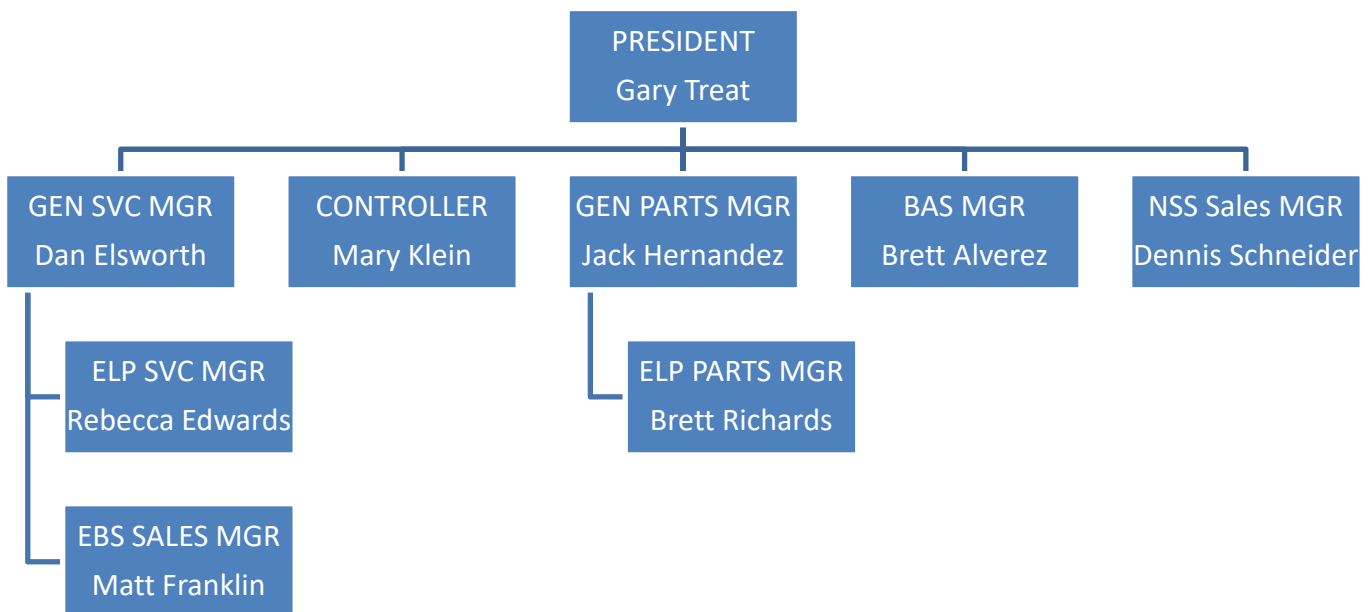 PRESIDENT
Gary Treat
GEN SVC MGR
Dan Elsworth
CONTROLLER
Mary Klein
GEN PARTS MGR
Jack Hernandez
BAS MGR
Brett Alverez
NSS Sales MGR
Dennis Schneider
ELP SVC MGR
Rebecca Edwards
ELP PARTS MGR
Brett Richards
EBS SALES MGR
Matt Franklin